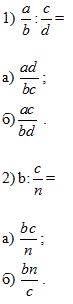 1) a/b : c/d =
а) ad/bc ;
б) ac/bd .
2) b: c/n =
а) bc/n ;
б) bn/c .